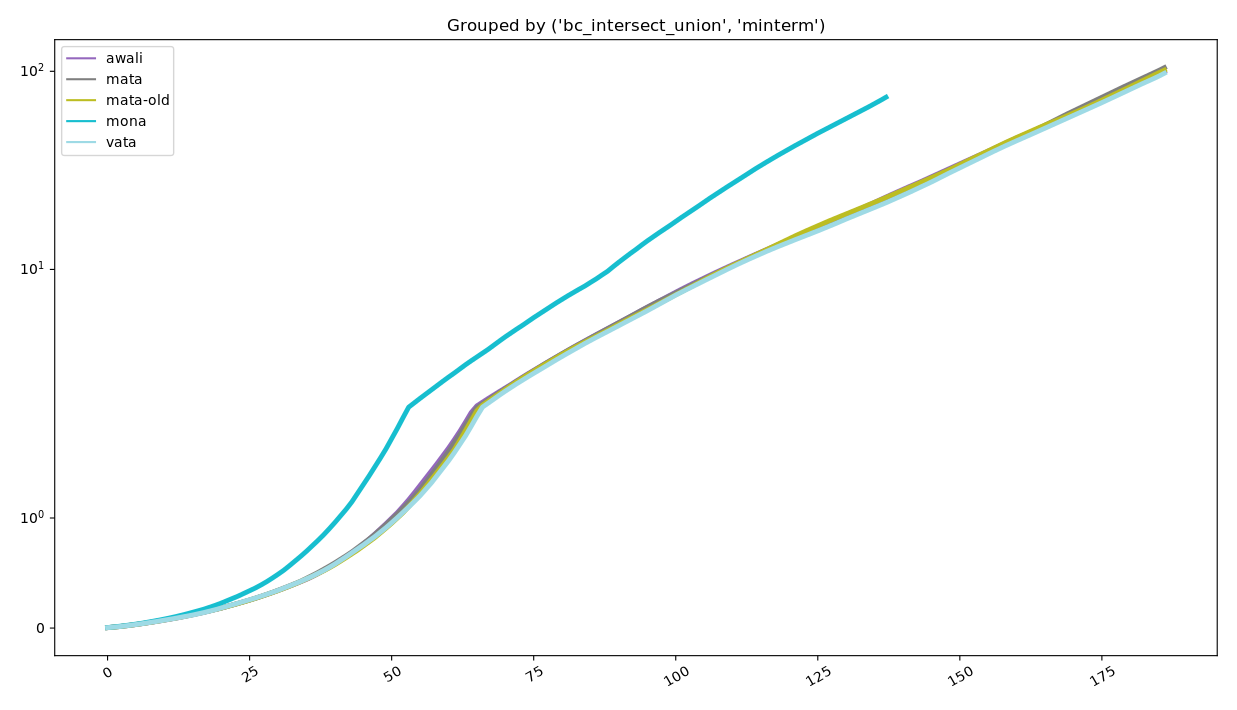 Grouped by ('bc_intersect_union', 'minterm')
awali
mata
mata-old
mona
vata
10²
10¹
10⁰
0
0 25 50 75 100 125 150 175